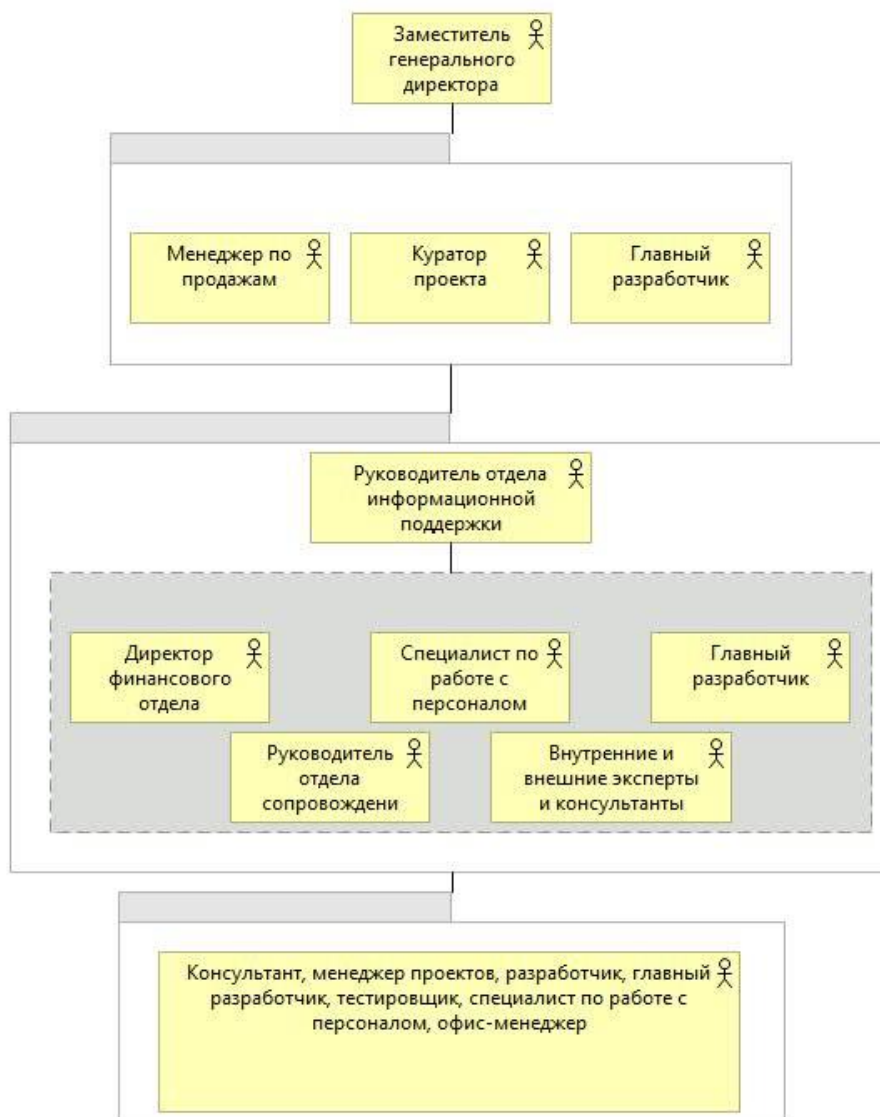 Заместитель
генерального
директора
Менеджер по
продажам
Куратор
проекта
Главный
разработчик
Руководитель отдела
информационной
поддержки
Директор
финансового
отдела
Специалист по
работе с
персоналом
Главный
разработчик
Руководитель
отдела
сопровождени
Внутренние и
внешние эксперты
и консультанты
Консультант, менеджер проектов, разработчик, главный
разработчик, тестировщик, специалист по работе с
персоналом, офис-менеджер